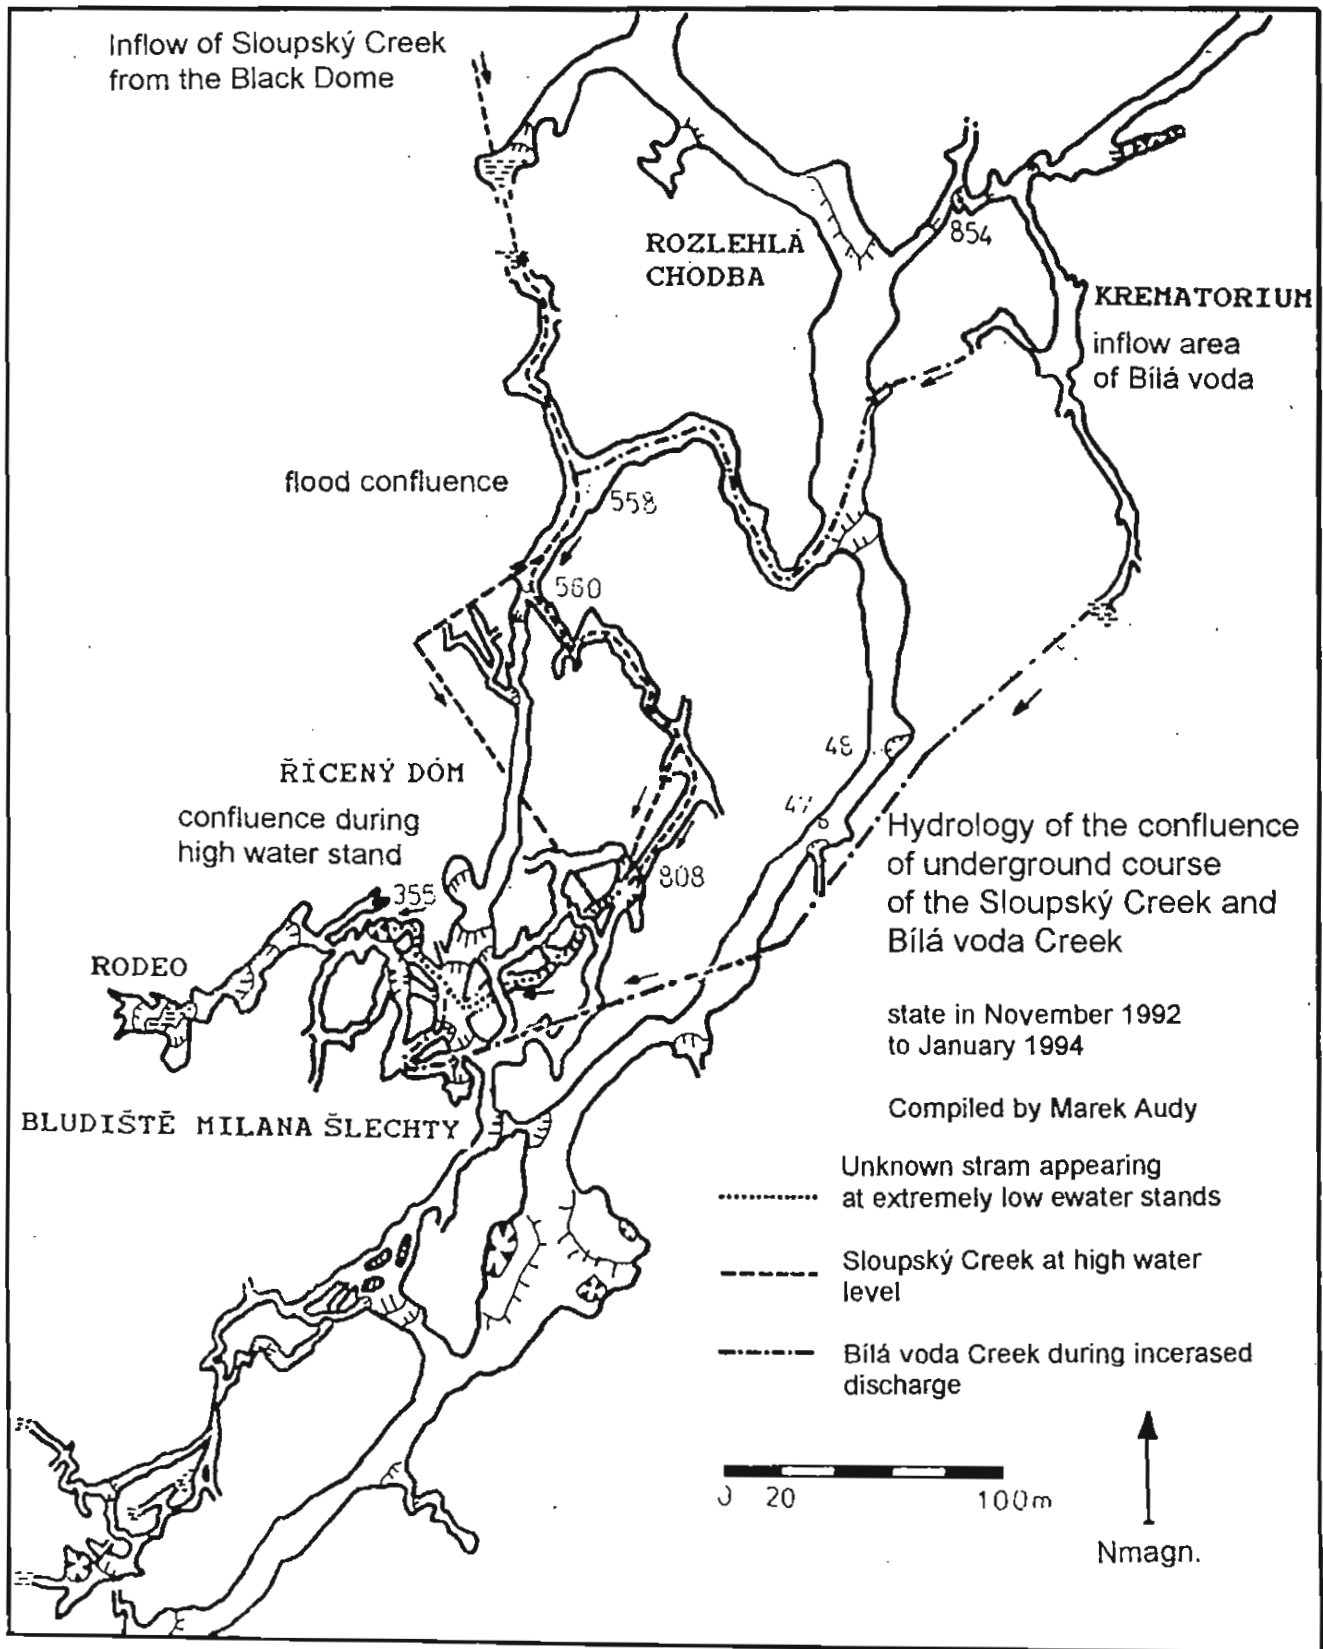 Inflow of Sloupský Creek
from the Black Dome
ROZLEHLÁ
CHODBA
854
KREMATORIUM
inflow area
of Bílá voda
flood confluence
558
560
ŘÍCENÝ DÓM
confluence during
high water stand
48
47
808
355
RODEO
BLUDIŠTĚ MILANA ŠLECHTY
Hydrology of the confluence
of underground course
of the Sloupský Creek and
Bílá voda Creek
state in November 1992
to January 1994
Compiled by Marek Audy
Unknown stram appearing
at extremely low ewater stands
Sloupský Creek at high water
level
Bílá voda Creek during incerased
discharge
0 20 100m
Nmagn.